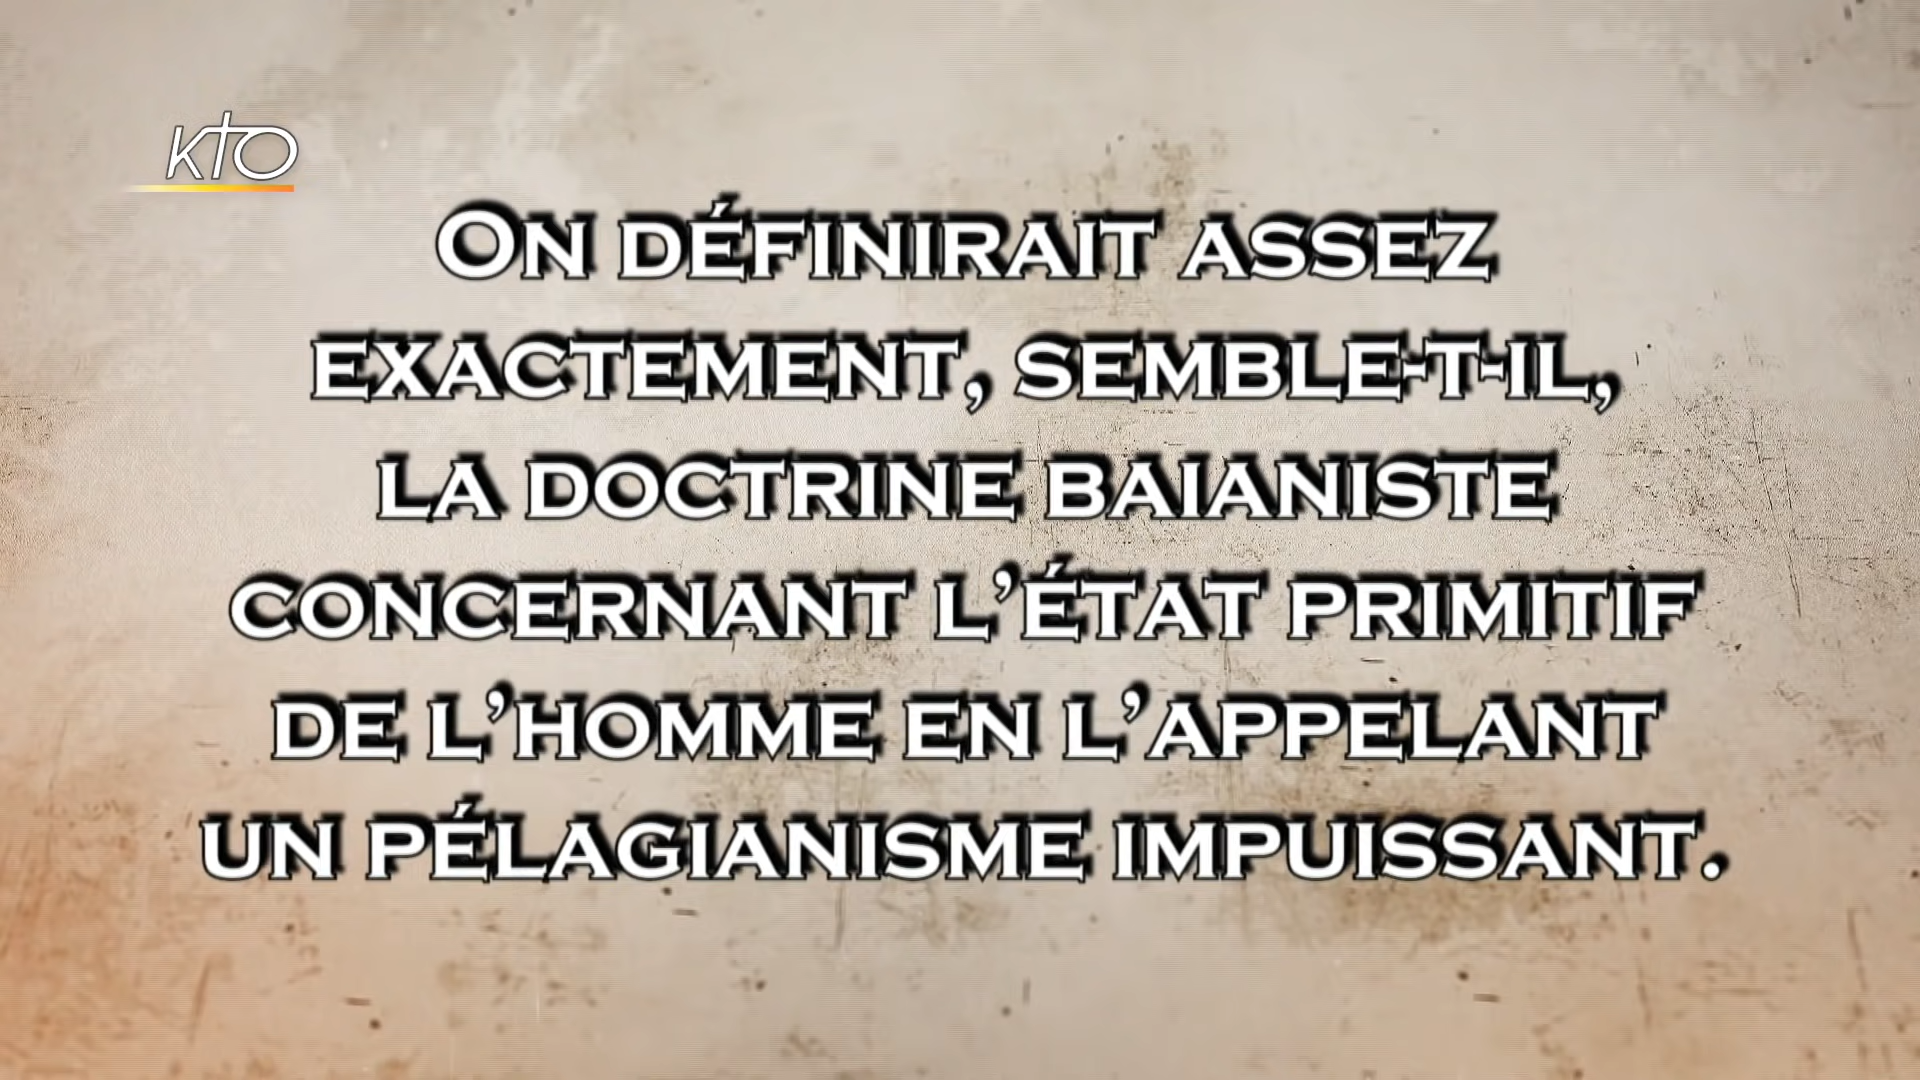 KTO
On définirait assez
exactement, semble-t-il,
la doctrine baianiste
concernant l’état primitif
de l’homme en l’appelant
un pélagianisme impuissant.